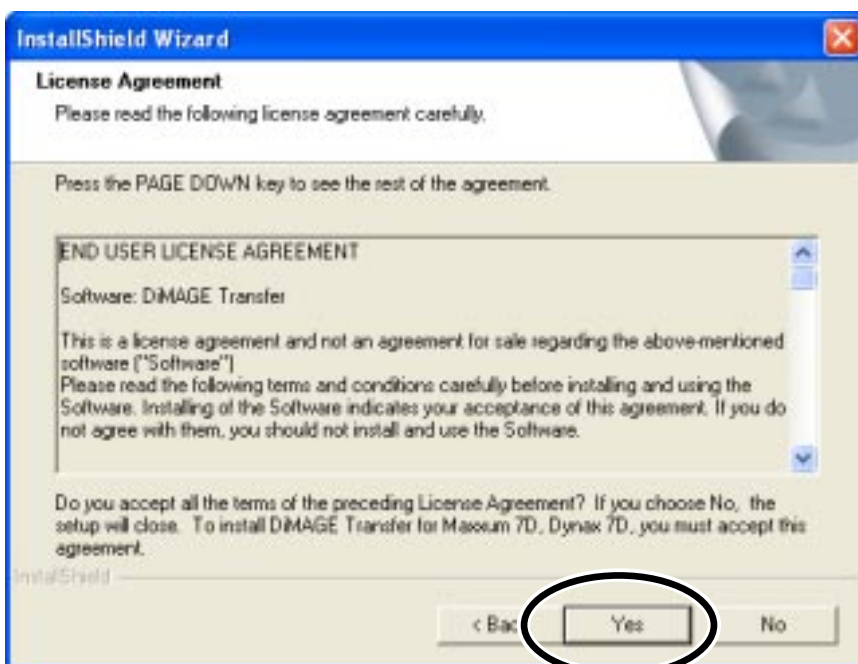 InstallShield Wizard
License Agreement
Please read the following license agreement carefully.
Press the PAGE DOWN key to see the rest of the agreement.
END USER LICENSE AGREEMENT
Software: DiMAGE Transfer
This is a license agreement and not an agreement for sale regarding the above-mentioned
software ("Software")
Please read the following terms and conditions carefully before installing and using the
Software. Installing of the Software indicates your acceptance of this agreement. If you do
not agree with them, you should not install and use the Software.
Do you accept all the terms of the preceding License Agreement? If you choose No, the
setup will close. To install DiMAGE Transfer for Maxxum 7D, Dynax 7D, you must accept this
agreement.
InstallShield
< Bac Yes No